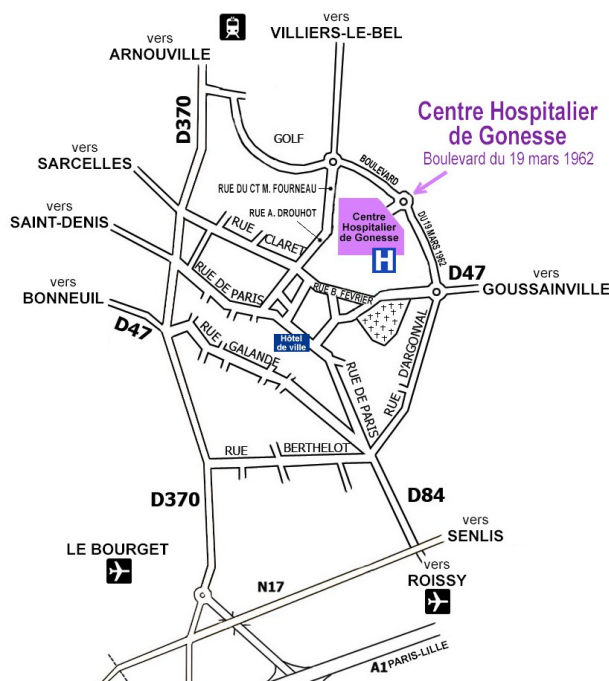 vers
VILLIERS-LE-BEL
vers
ARNOUVILLE
D370
GOLF
Centre Hospitalier
de Gonesse
Boulevard du 19 mars 1962
BOULEVARD
DU 19 MARS 1962
vers
SARCELLES
RUE DU CT M. FOURNEAU
RUE A. DROUHOT
vers
SAINT-DENIS
RUE
CLARET
Centre
Hospitalier
de Gonesse
H
vers
BONNEUIL
D47
RUE DE PARIS
RUE B. FEVRIER
D47
vers
GOUSSAINVILLE
RUE
GALANDE
Hôtel
de ville
RUE DE PARIS
RUE
D'ARGONVAL
RUE
BERTHELOT
D370
D84
vers
SENLIS
LE BOURGET
vers
ROISSY
N17
A1 PARIS-LILLE